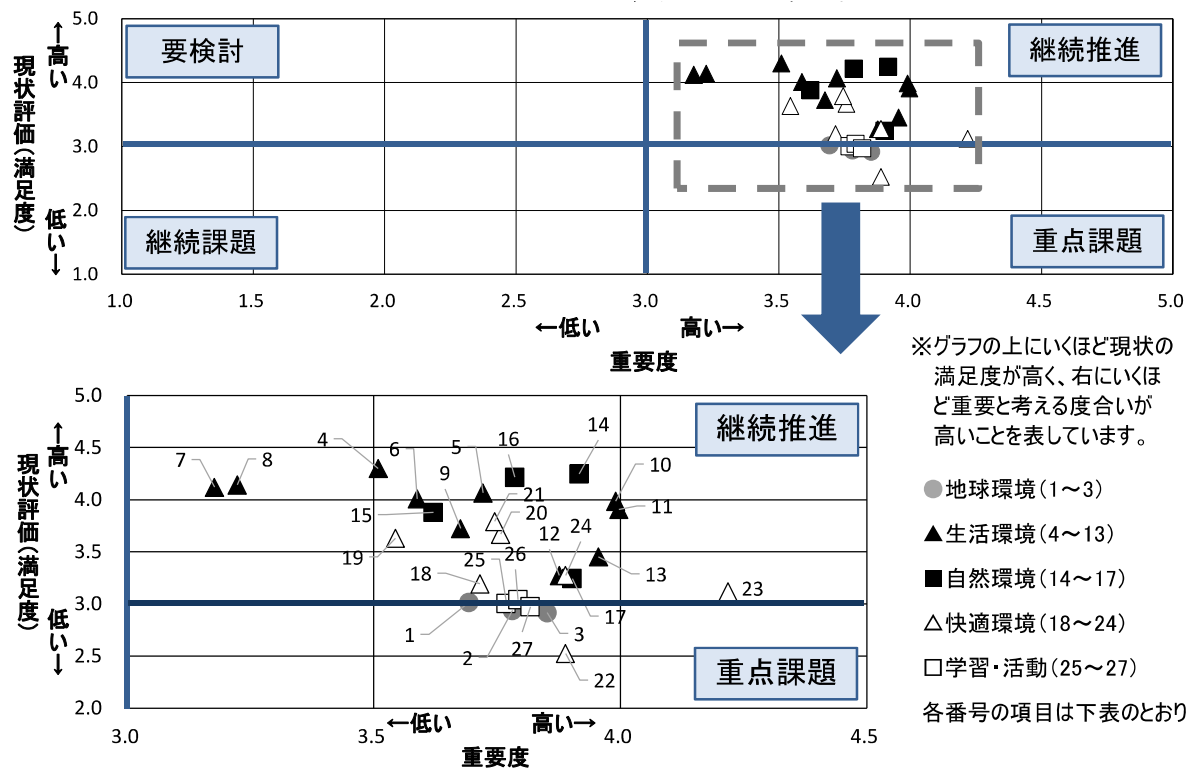 5.0
4.0
3.0
2.0
1.0
要検討
継続推進
継続課題
重点課題
現状評価(満足度)
←低い 高い→
1.0 1.5 2.0 2.5 3.0 3.5 4.0 4.5 5.0
←低い 高い→
重要度
※グラフの上にいくほど現状の
満足度が高く、右にいくほ
ど重要と考える度合いが
高いことを表しています。
地球環境(1~3)
生活環境(4~13)
自然環境(14~17)
快適環境(18~24)
学習・活動(25~27)
各番号の項目は下表のとおり
5.0
4.5
4.0
3.5
3.0
2.5
2.0
継続推進
重点課題
現状評価(満足度)
←低い 高い→
4 6 5 16 14
7 8 9 10
21
15 20 11
19 12 24
26
18 25 13
23
1 17
2 27 3
22
←低い 高い→
3.0 3.5 4.0 4.5
重要度